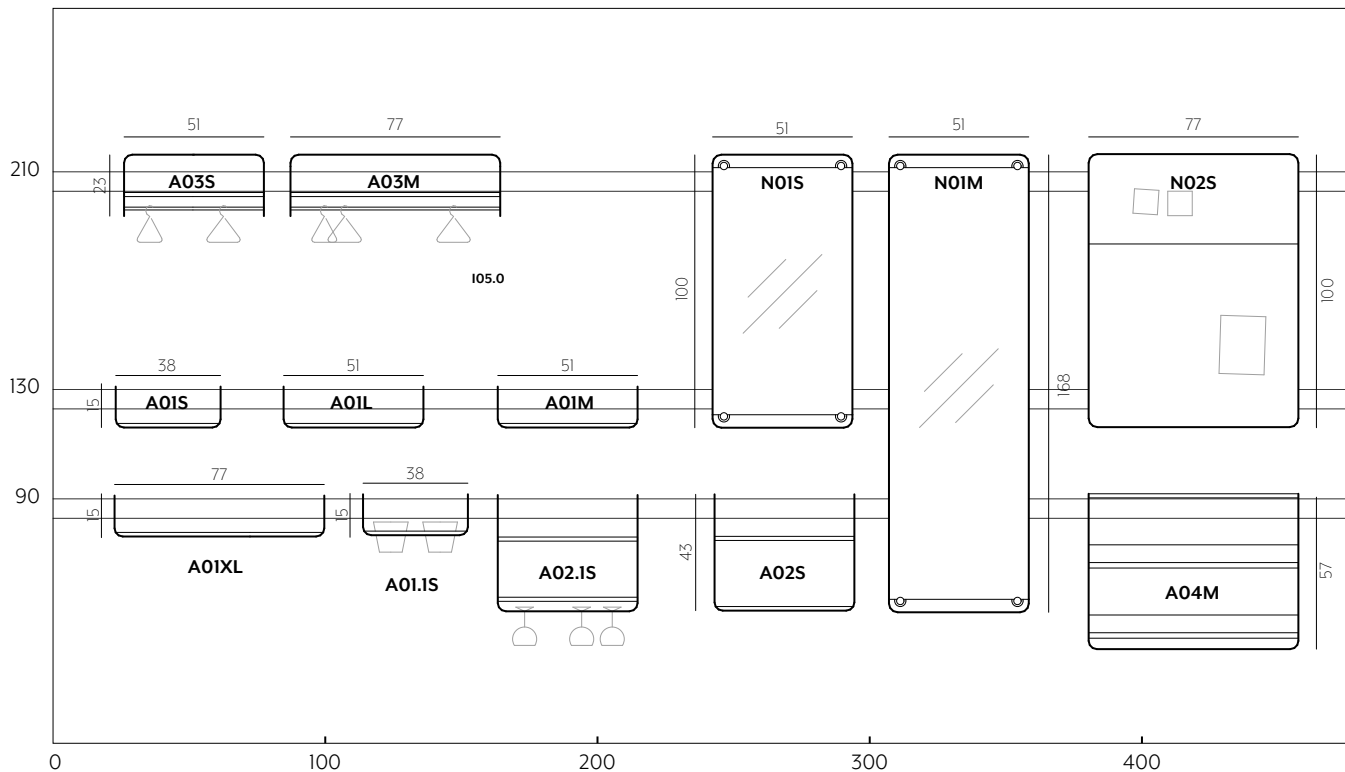 51 77 51 51 77
210 23 A03S A03M N01S N01M N02S
I05.0 100 100
38 51 51
130 15 A01S A01L A01M 168
77 38
90 15 15
A01XL A01.1S A02.1S 43 A02S A04M 57
0 100 200 300 400